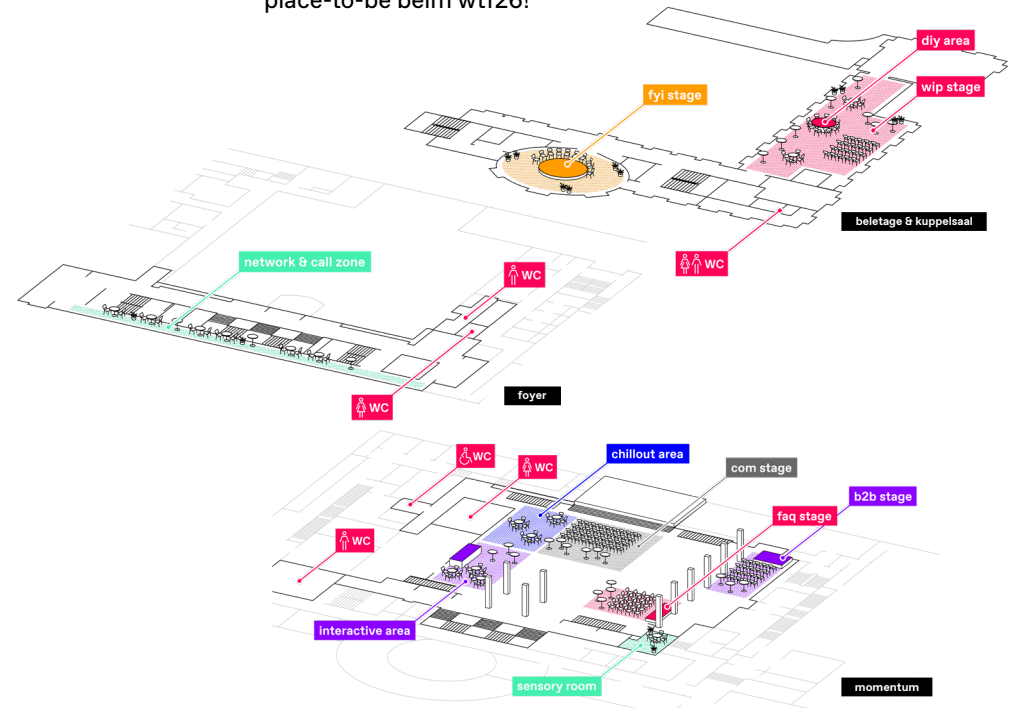 place-to-be beim wtf26!
diy area
wip stage
fyi stage
beletage & kuppelsaal
WC
network & call zone
WC
foyer
WC
WC
chillout area
WC
com stage
b2b stage
faq stage
WC
interactive area
sensory room
momentum